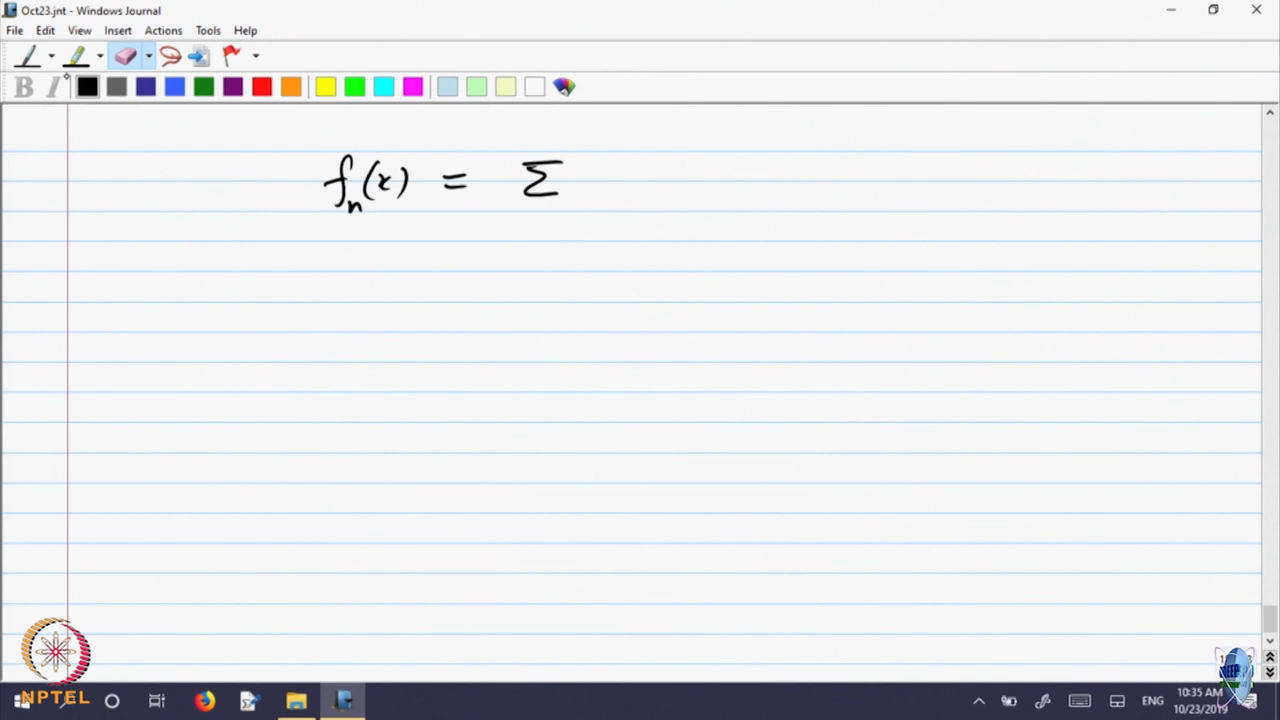 Oct23.jnt - Windows Journal
File Edit View Insert Actions Tools Help
B I
fₙ(x) = Σ
NPTEL
ENG
10:35 AM
10/23/2019